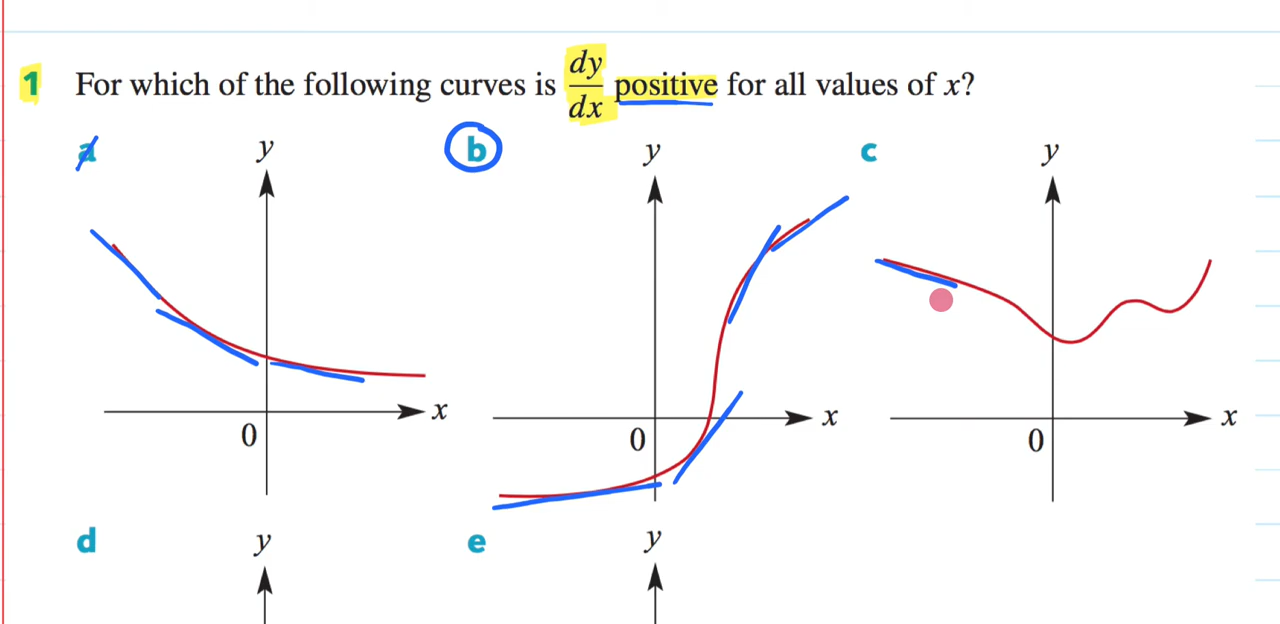 1 For which of the following curves is dy/dx positive for all values of x?
a b c
y y y
x x x
0 0 0
d e
y y